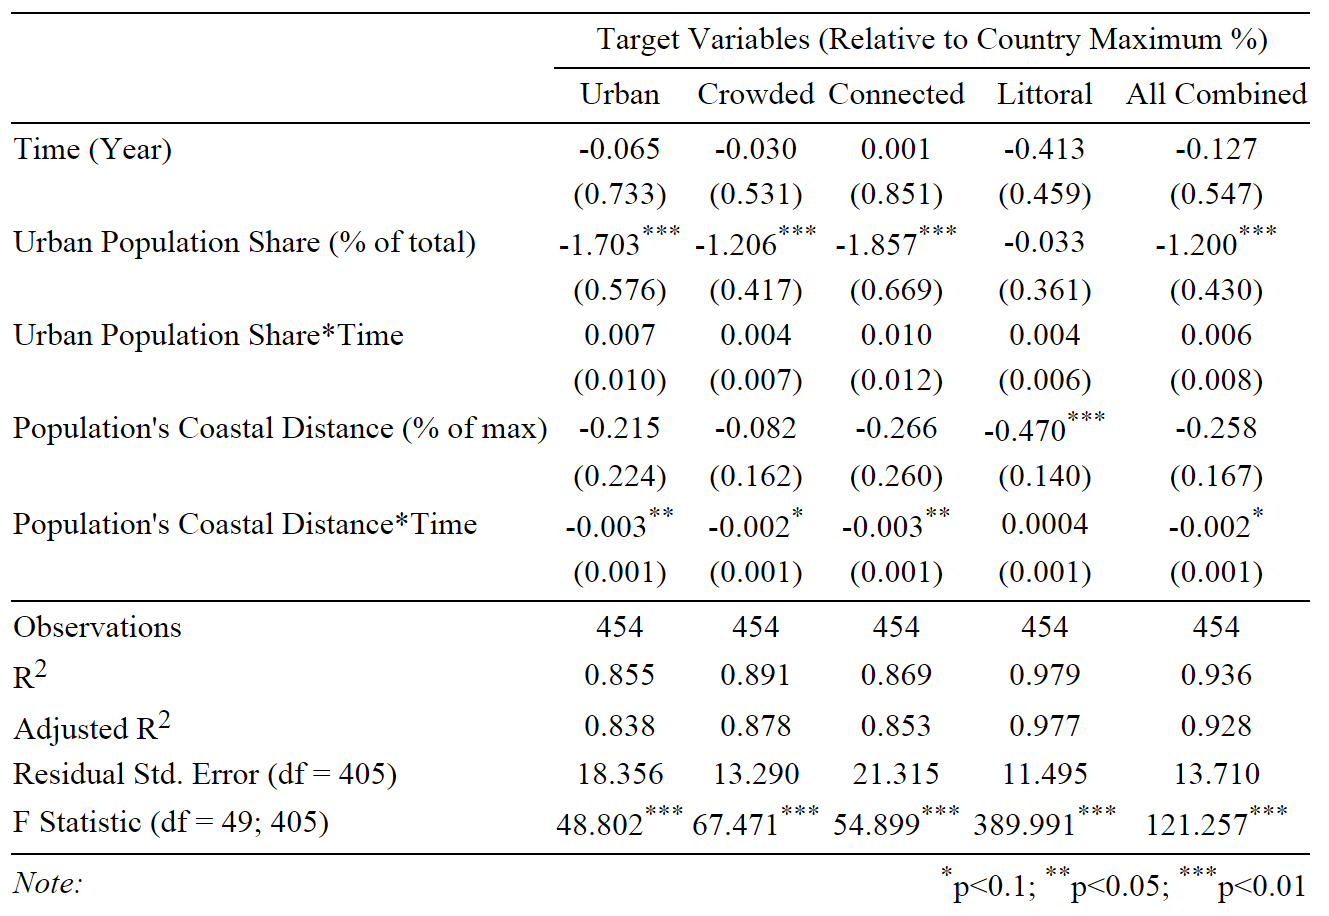 Target Variables (Relative to Country Maximum %)
Urban Crowded Connected Littoral All Combined
Time (Year) -0.065 -0.030 0.001 -0.413 -0.127
(0.733) (0.531) (0.851) (0.459) (0.547)
Urban Population Share (% of total) -1.703*** -1.206*** -1.857*** -0.033 -1.200***
(0.576) (0.417) (0.669) (0.361) (0.430)
Urban Population Share*Time 0.007 0.004 0.010 0.004 0.006
(0.010) (0.007) (0.012) (0.006) (0.008)
Population's Coastal Distance (% of max) -0.215 -0.082 -0.266 -0.470*** -0.258
(0.224) (0.162) (0.260) (0.140) (0.167)
Population's Coastal Distance*Time -0.003** -0.002* -0.003** 0.0004 -0.002*
(0.001) (0.001) (0.001) (0.001) (0.001)
Observations 454 454 454 454 454
R2 0.855 0.891 0.869 0.979 0.936
Adjusted R2 0.838 0.878 0.853 0.977 0.928
Residual Std. Error (df = 405) 18.356 13.290 21.315 11.495 13.710
F Statistic (df = 49; 405) 48.802*** 67.471*** 54.899*** 389.991*** 121.257***
Note: *p<0.1; **p<0.05; ***p<0.01